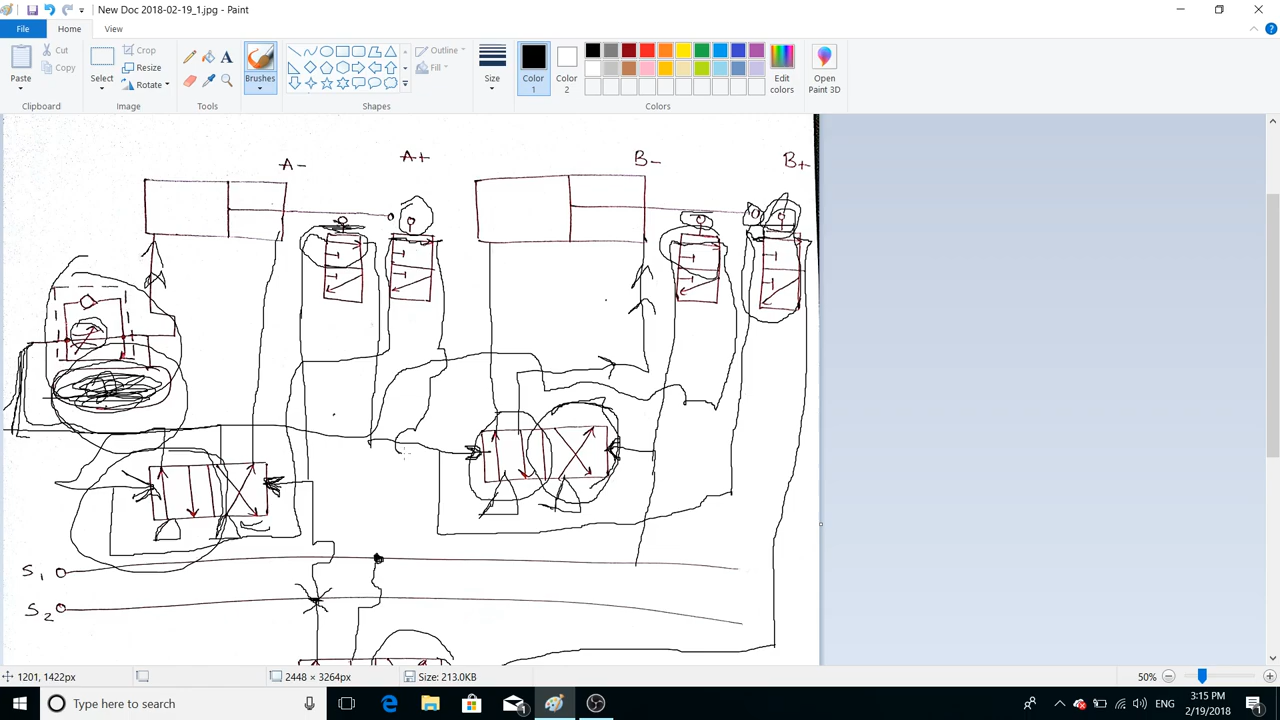 New Doc 2018-02-19_1.jpg - Paint
File
Home
View
Paste
Cut
Copy
Clipboard
Select
Crop
Resize
Rotate
Image
Tools
Brushes
Shapes
Outline
Fill
Size
Color 1
Color 2
Colors
Edit colors
Open Paint 3D
A-
A+
B-
B+
S1
S2
1201, 1422px
2448 × 3264px
Size: 213.0KB
50%
Type here to search
1
ENG
3:15 PM
2/19/2018